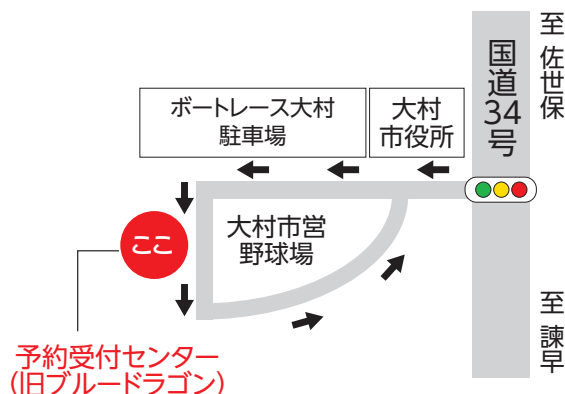 至 佐世保
国道34号
ボートレース大村
駐車場
大村
市役所
大村市営
野球場
ここ
至 諫早
予約受付センター
(旧ブルードラゴン)